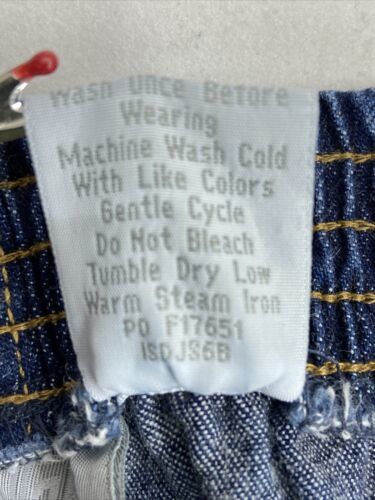 Wash Once Before
Wearing
Machine Wash Cold
With Like Colors
Gentle Cycle
Do Not Bleach
Tumble Dry Low
Warm Steam Iron
PO F17651
ISDJS6B